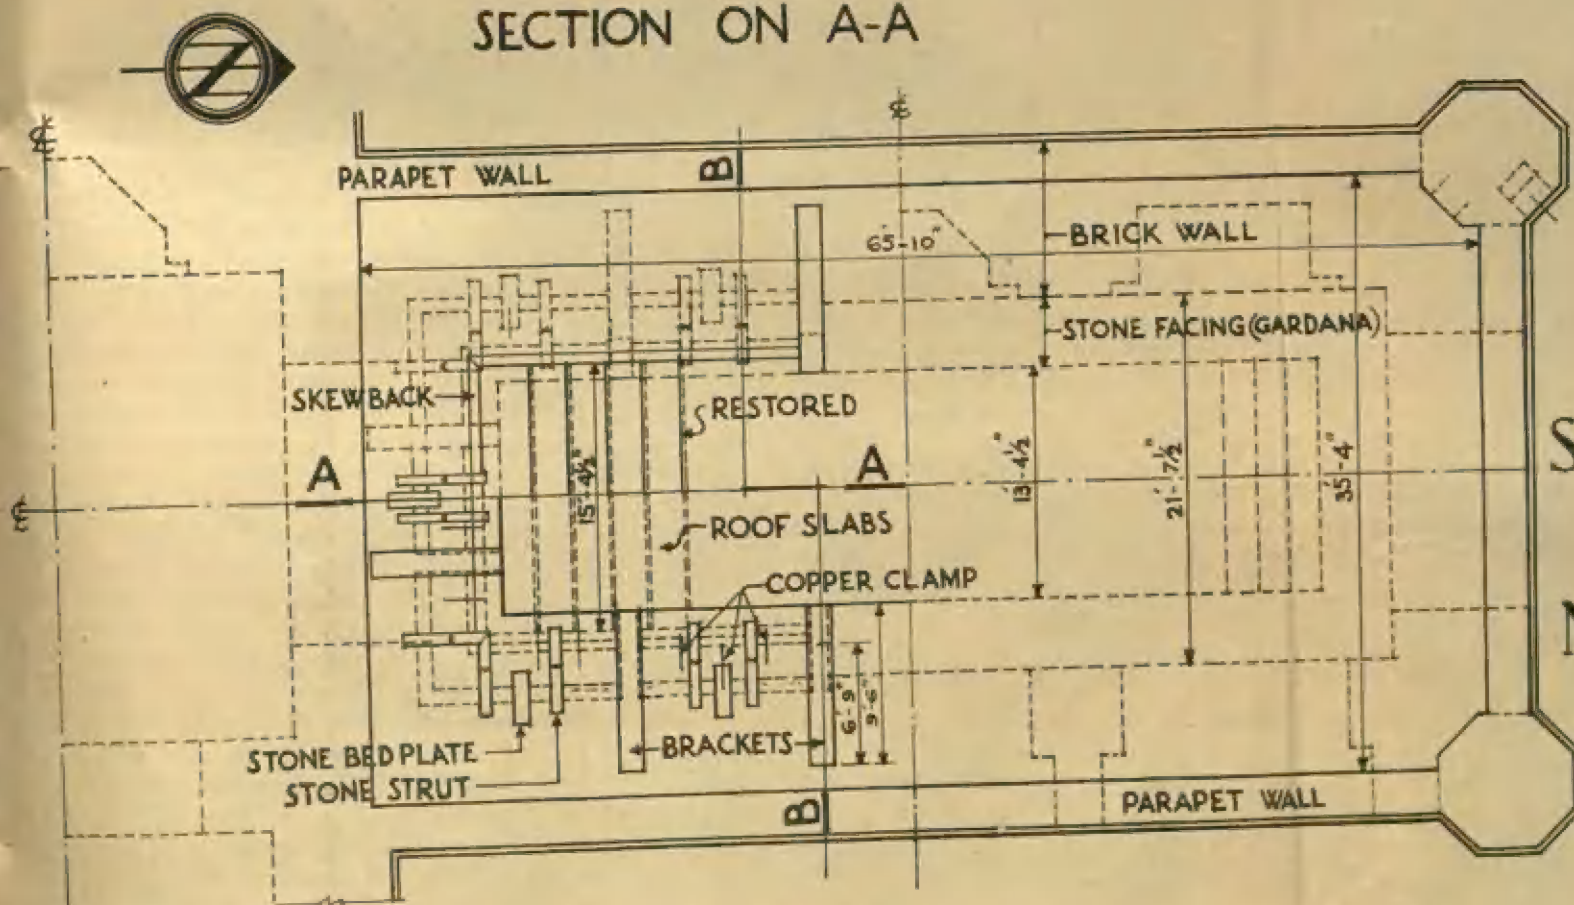 SECTION ON A-A
PARAPET WALL
B
65'-10"
BRICK WALL
STONE FACING (GARDANA)
SKEWBACK
RESTORED
A
A
15'-4½"
13'-4½"
21'-7½"
35'-4"
S
ROOF SLABS
COPPER CLAMP
6'-9"
9'-6"
STONE BED PLATE
BRACKETS
STONE STRUT
B
PARAPET WALL